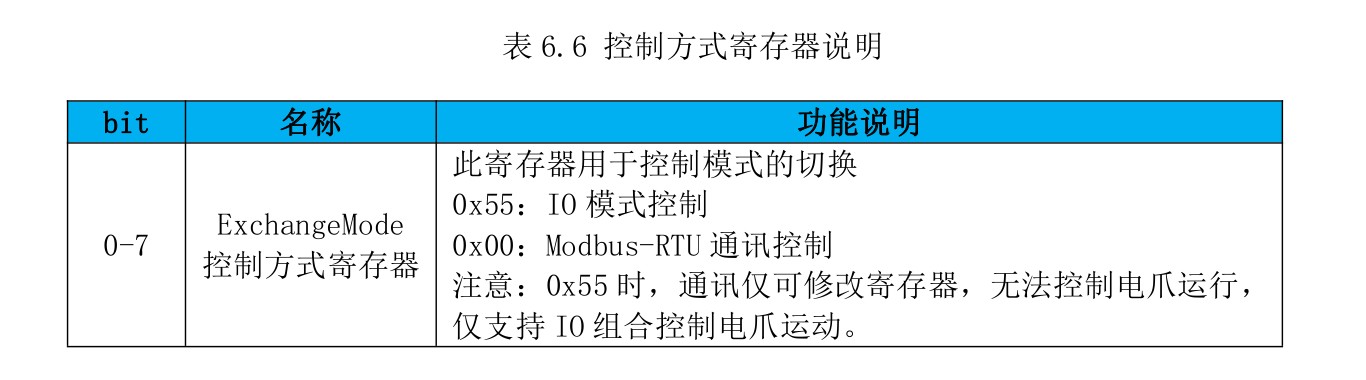 表 6.6 控制方式寄存器说明
bit 名称 功能说明
0-7
ExchangeMode
控制方式寄存器
此寄存器用于控制模式的切换
0x55：IO 模式控制
0x00：Modbus-RTU 通讯控制
注意：0x55 时，通讯仅可修改寄存器，无法控制电爪运行，
仅支持 IO 组合控制电爪运动。